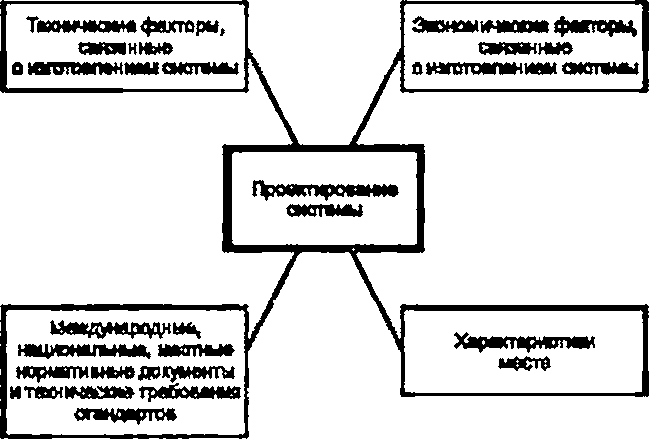 Технические факторы,
связанные
с изготовлением системы
Экономические факторы,
связанные
с изготовлением системы
Проектирование
системы
Международные,
национальные, местные
нормативные документы
и технические требования
стандартов
Характеристики
места